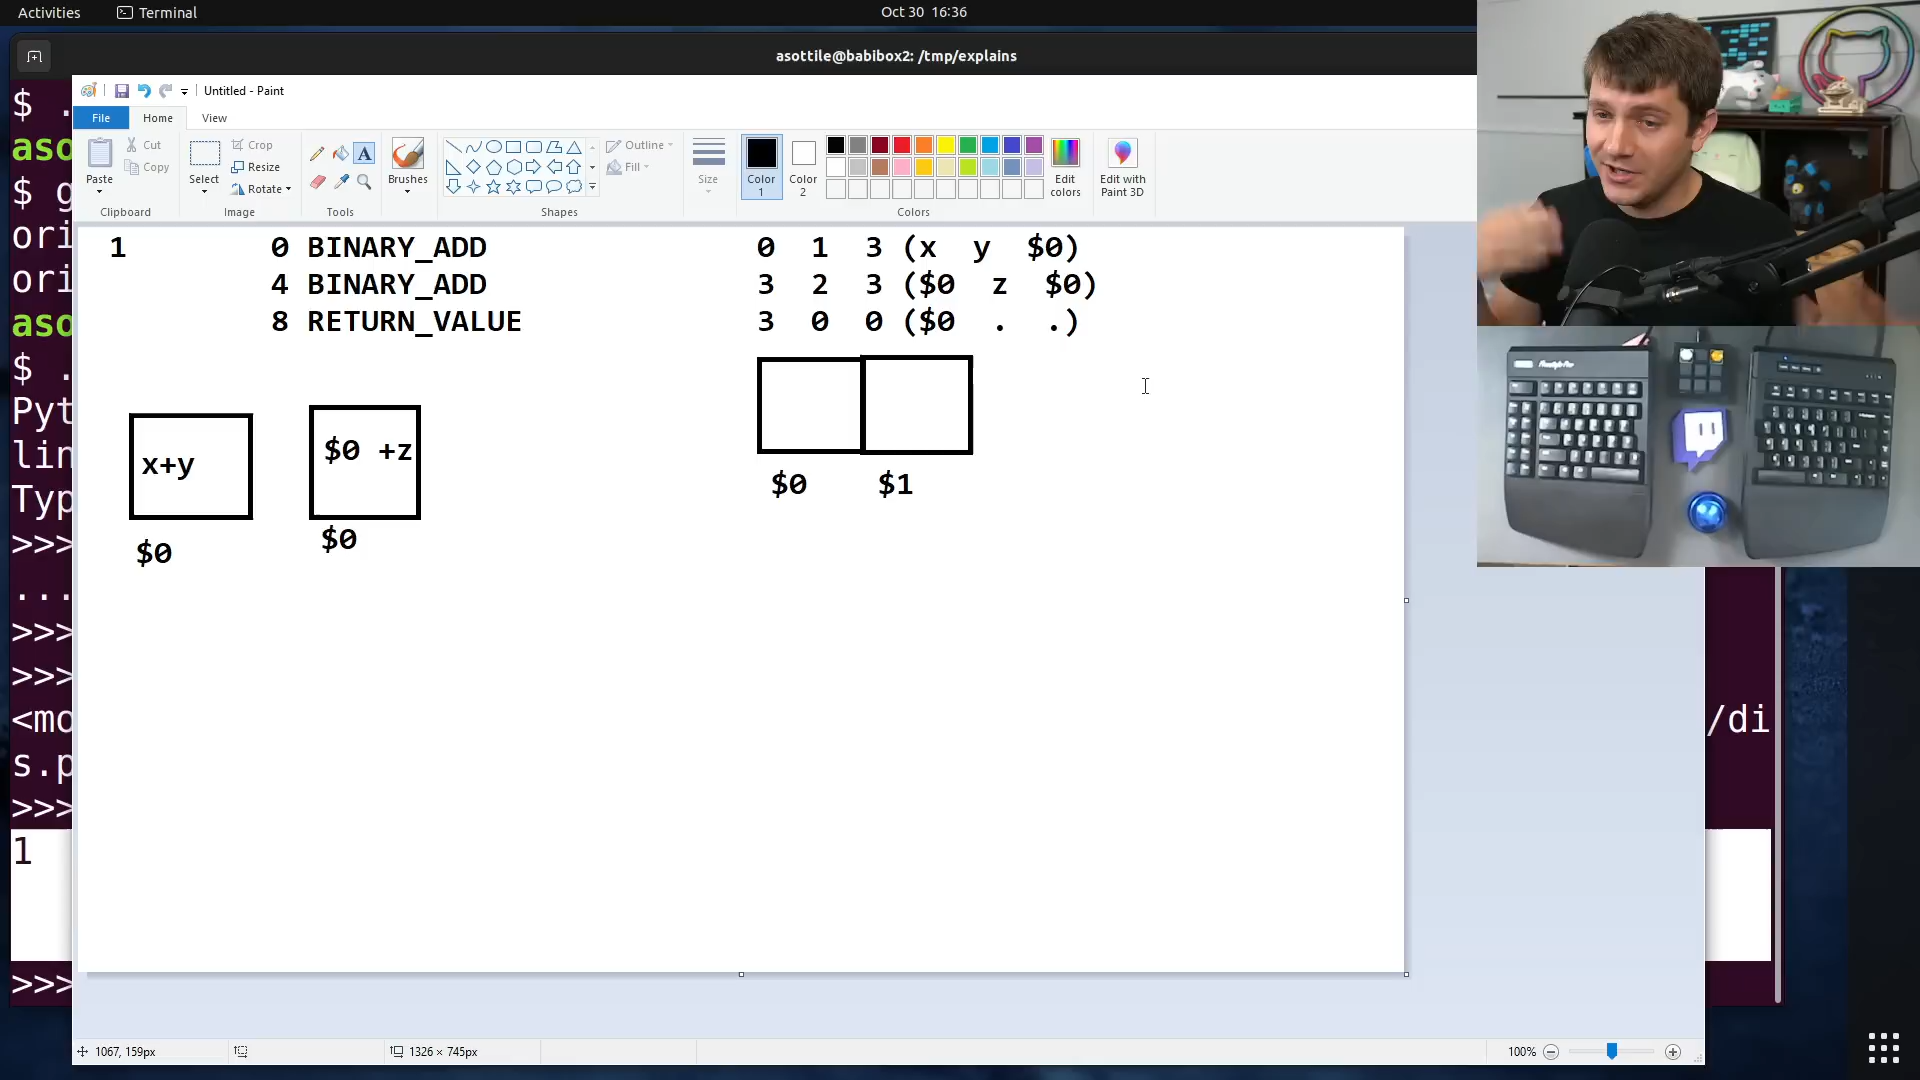 Activities
Terminal
Oct 30 16:36
asottile@babibox2: /tmp/explains
Untitled - Paint
File
Home
View
Paste
Cut
Copy
Clipboard
Select
Crop
Resize
Rotate
Image
Tools
Brushes
Shapes
Outline
Fill
Size
Color 1
Color 2
Colors
Edit colors
Edit with Paint 3D
1 0 BINARY_ADD 0 1 3 (x y $0)
4 BINARY_ADD 3 2 3 ($0 z $0)
8 RETURN_VALUE 3 0 0 ($0 . .)
x+y
$0 +z
$0
$0
$0 $1
$ .
aso
$ g
ori
ori
aso
$ .
Pyt
lin
Typ
>>>
...
>>>
>>>
<mo /di
s.p
>>>
1
>>>
1067, 159px
1326 × 745px
100%